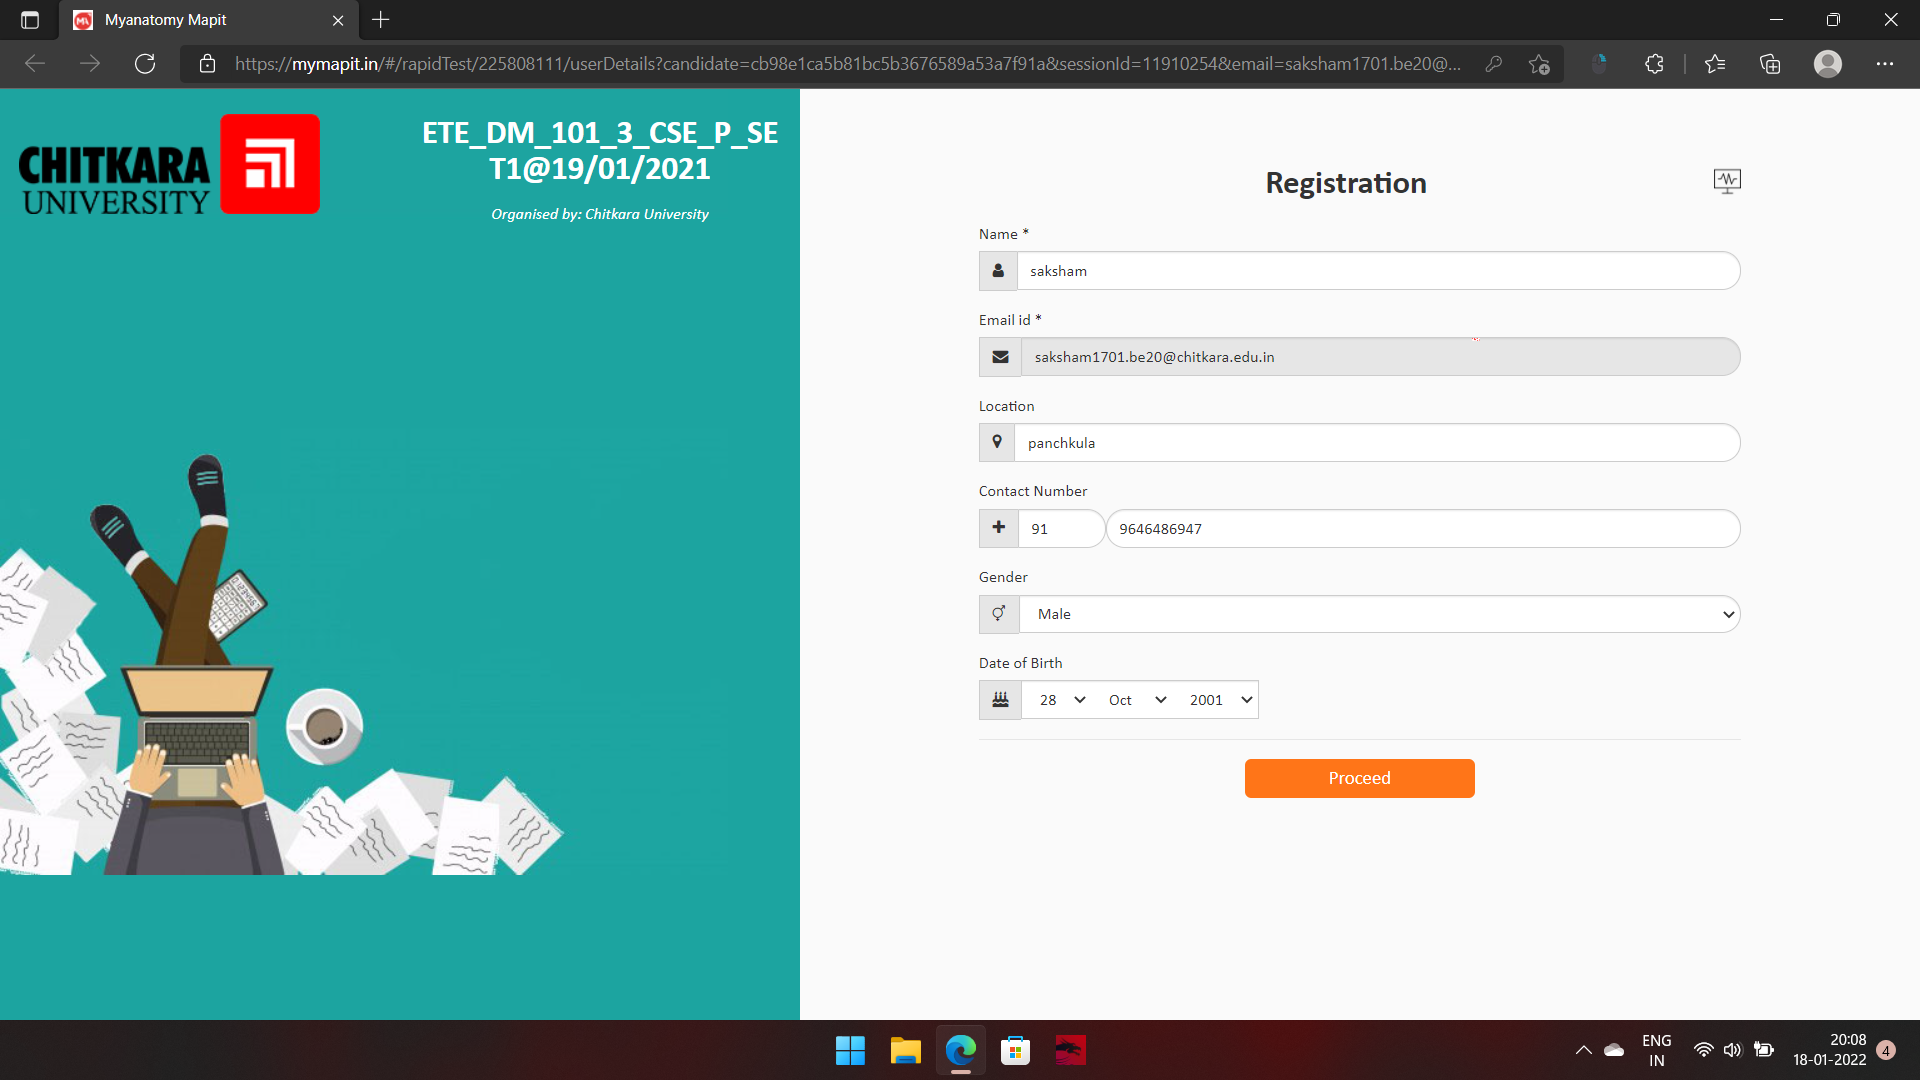 Myanatomy Mapit
https://mymapit.in/#/rapidTest/225808111/userDetails?candidate=cb98e1ca5b81bc5b3676589a53a7f91a&sessionId=11910254&email=saksham1701.be20@...
CHITKARA
UNIVERSITY
ETE_DM_101_3_CSE_P_SE
T1@19/01/2021
Organised by: Chitkara University
Registration
Name *
saksham
Email id *
saksham1701.be20@chitkara.edu.in
Location
panchkula
Contact Number
91 9646486947
Gender
Male
Date of Birth
28 Oct 2001
Proceed
ENG
IN
20:08
18-01-2022
4